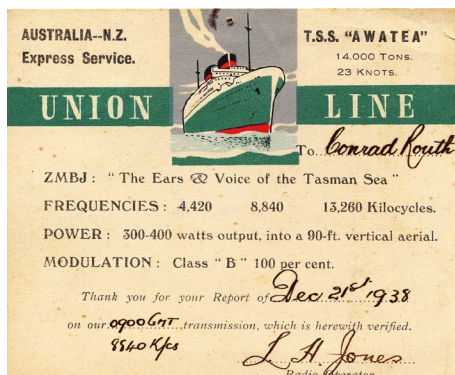 AUSTRALIA--N.Z.
Express Service.
T.S.S. "AWATEA"
14,000 TONS.
23 KNOTS.
UNION LINE
To Conrad Routh
ZMBJ : " The Ears & Voice of the Tasman Sea "
FREQUENCIES : 4,420 8,840 13,260 Kilocycles.
POWER : 300-400 watts output, into a 90-ft. vertical aerial.
MODULATION : Class " B " 100 per cent.
Thank you for your Report of Dec 21st 1938
on our 0900 GMT transmission, which is herewith verified.
8840 K/cs
L H Jones
Radio Operator